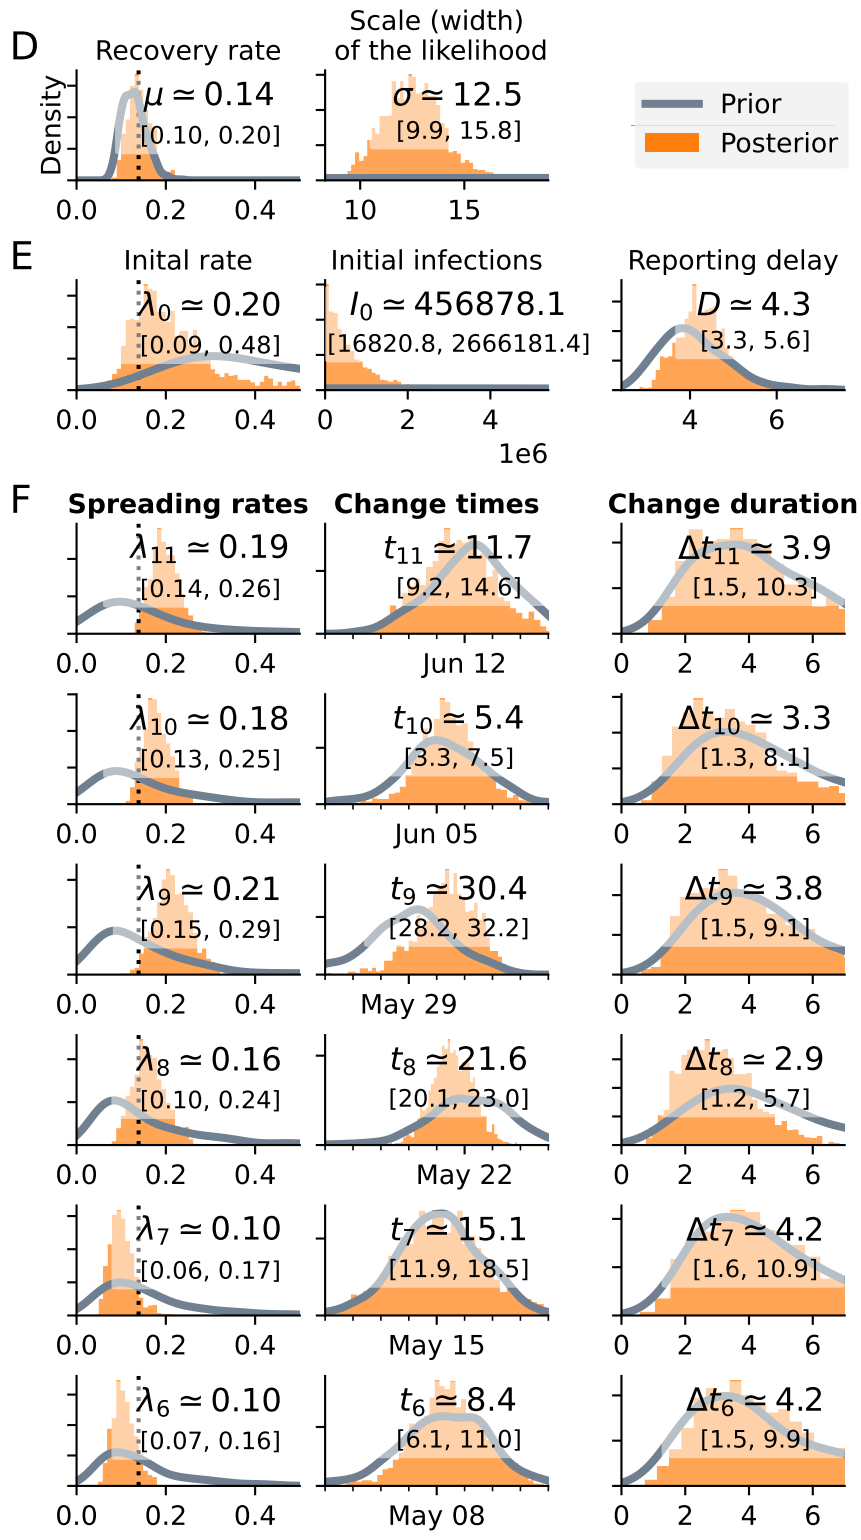 D
Recovery rate
Scale (width)
of the likelihood
Density
μ ≃ 0.14
[0.10, 0.20]
σ ≃ 12.5
[9.9, 15.8]
Prior
Posterior
0.0 0.2 0.4
10 15
E
Inital rate
Initial infections
Reporting delay
λ0 ≃ 0.20
[0.09, 0.48]
I0 ≃ 456878.1
[16820.8, 2666181.4]
D ≃ 4.3
[3.3, 5.6]
0.0 0.2 0.4
0 2 4
1e6
4 6
F
Spreading rates
Change times
Change duration
λ11 ≃ 0.19
[0.14, 0.26]
t11 ≃ 11.7
[9.2, 14.6]
Δt11 ≃ 3.9
[1.5, 10.3]
0.0 0.2 0.4
Jun 12
0 2 4 6
λ10 ≃ 0.18
[0.13, 0.25]
t10 ≃ 5.4
[3.3, 7.5]
Δt10 ≃ 3.3
[1.3, 8.1]
0.0 0.2 0.4
Jun 05
0 2 4 6
λ9 ≃ 0.21
[0.15, 0.29]
t9 ≃ 30.4
[28.2, 32.2]
Δt9 ≃ 3.8
[1.5, 9.1]
0.0 0.2 0.4
May 29
0 2 4 6
λ8 ≃ 0.16
[0.10, 0.24]
t8 ≃ 21.6
[20.1, 23.0]
Δt8 ≃ 2.9
[1.2, 5.7]
0.0 0.2 0.4
May 22
0 2 4 6
λ7 ≃ 0.10
[0.06, 0.17]
t7 ≃ 15.1
[11.9, 18.5]
Δt7 ≃ 4.2
[1.6, 10.9]
0.0 0.2 0.4
May 15
0 2 4 6
λ6 ≃ 0.10
[0.07, 0.16]
t6 ≃ 8.4
[6.1, 11.0]
Δt6 ≃ 4.2
[1.5, 9.9]
0.0 0.2 0.4
May 08
0 2 4 6